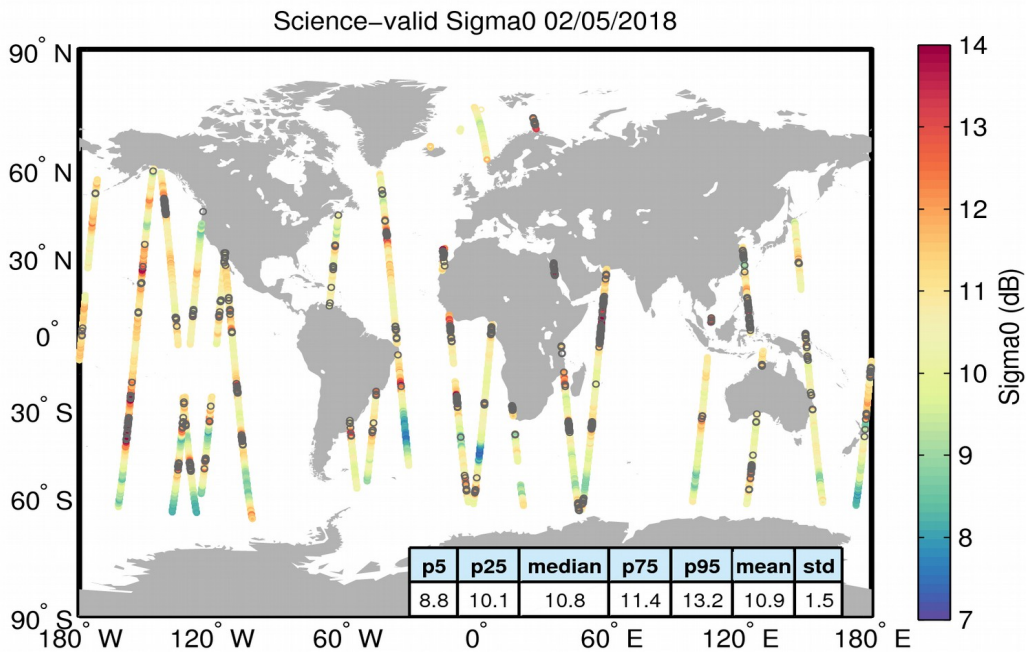 Science−valid Sigma0 02/05/2018
90° N
60° N
30° N
0°
30° S
60° S
90° S
180° W
120° W
60° W
0°
60° E
120° E
180° E
p5 p25 median p75 p95 mean std
8.8 10.1 10.8 11.4 13.2 10.9 1.5
14
13
12
11
10
9
8
7
Sigma0 (dB)